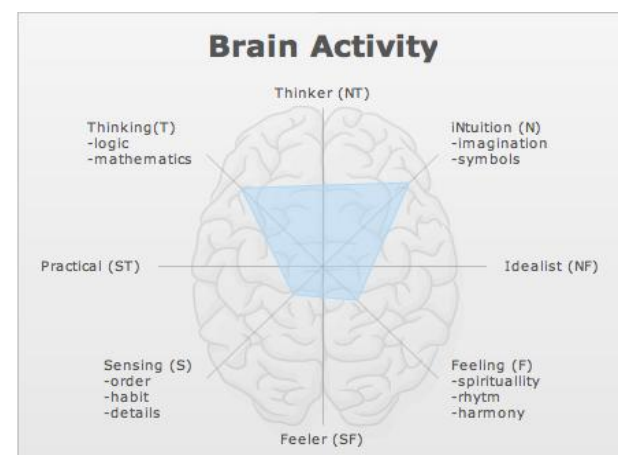 Brain Activity
Thinker (NT)
Thinking(T)
-logic
-mathematics
iNtuition (N)
-imagination
-symbols
Practical (ST)
Idealist (NF)
Sensing (S)
-order
-habit
-details
Feeling (F)
-spirituallity
-rhytm
-harmony
Feeler (SF)